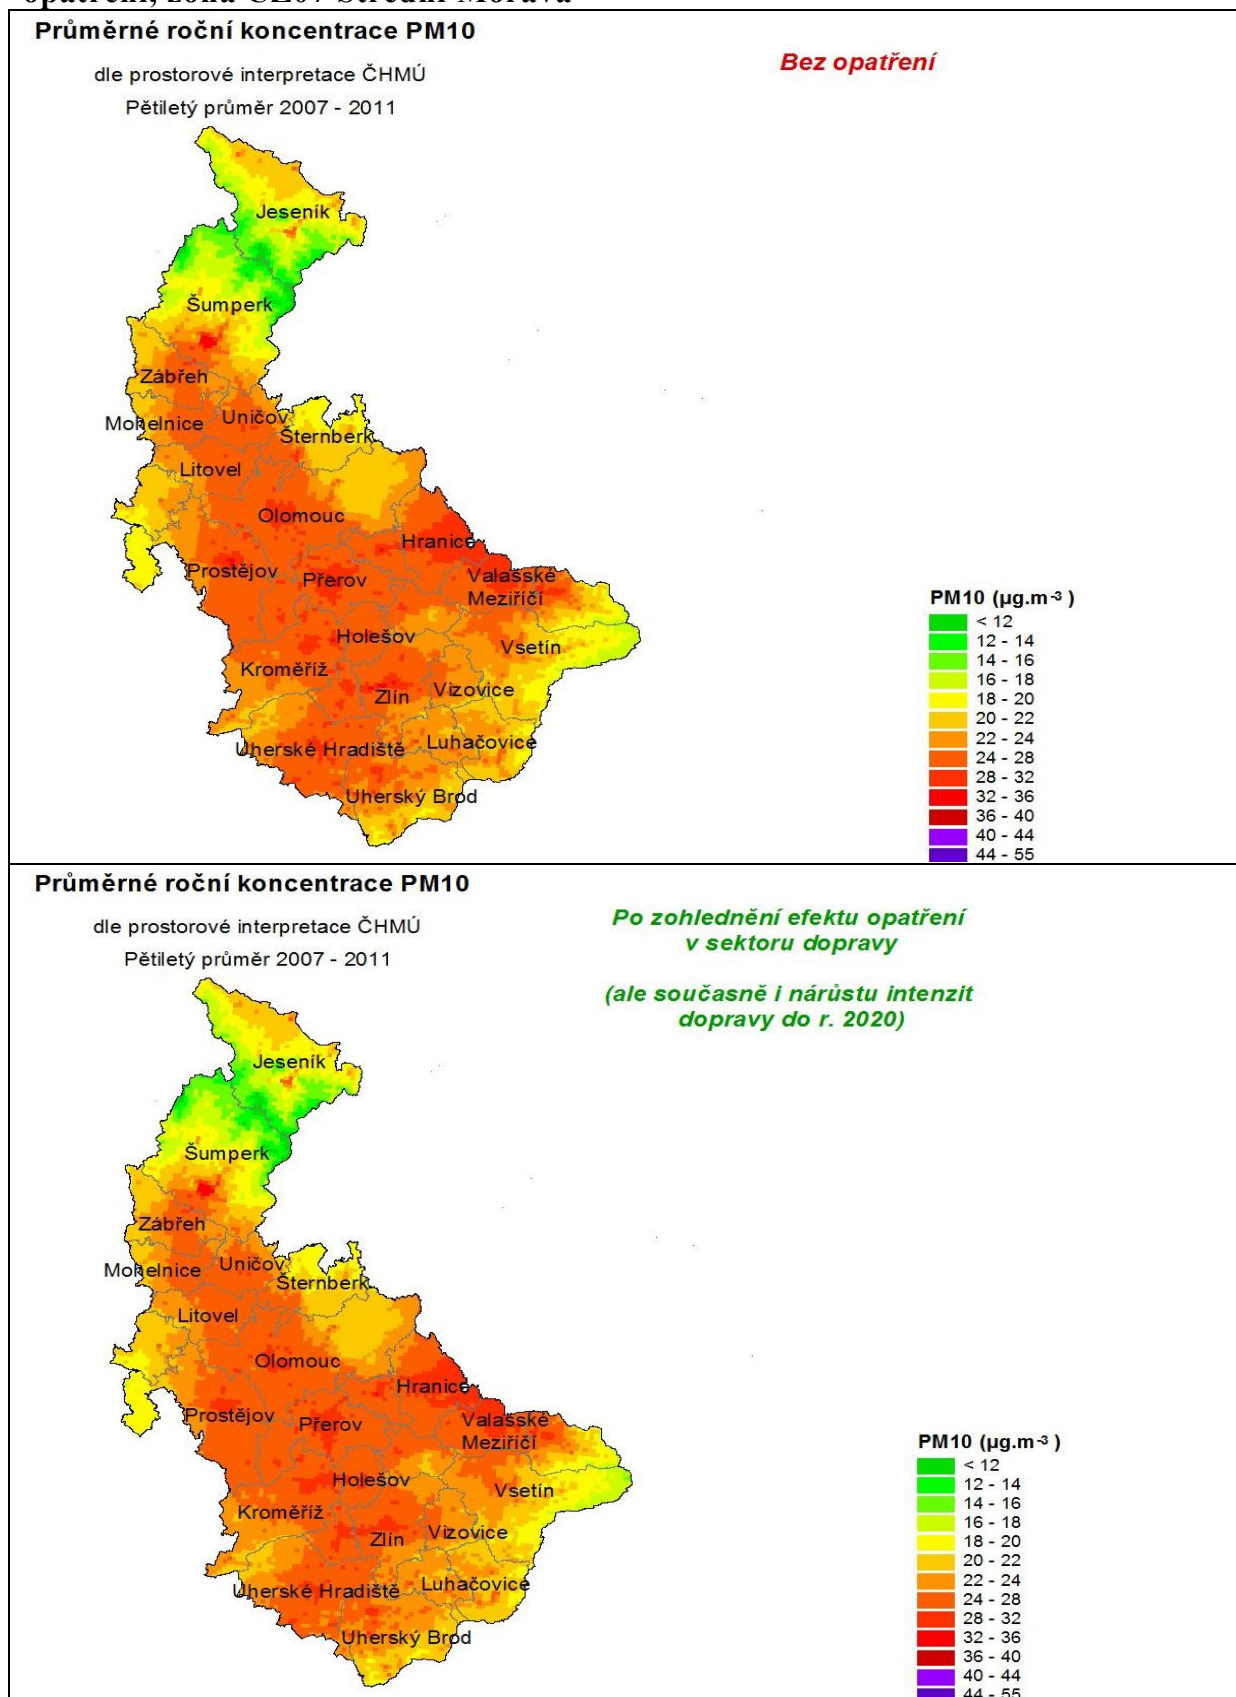 opatření, zóna CZ07 Střední Morava
Průměrné roční koncentrace PM10
dle prostorové interpretace ČHMÚ
Pětiletý průměr 2007 - 2011
Bez opatření
Jeseník
Šumperk
Zábřeh
Mohelnice
Uničov
Šternberk
Litovel
Olomouc
Hranice
Prostějov
Přerov
Valašské
Meziříčí
Holešov
Vsetín
Kroměříž
Zlín
Vizovice
Uherské Hradiště
Luhačovice
Uherský Brod
PM10 (µg.m-3 )
< 12
12 - 14
14 - 16
16 - 18
18 - 20
20 - 22
22 - 24
24 - 28
28 - 32
32 - 36
36 - 40
40 - 44
44 - 55
Průměrné roční koncentrace PM10
dle prostorové interpretace ČHMÚ
Pětiletý průměr 2007 - 2011
Po zohlednění efektu opatření
v sektoru dopravy
(ale současně i nárůstu intenzit
dopravy do r. 2020)
Jeseník
Šumperk
Zábřeh
Mohelnice
Uničov
Šternberk
Litovel
Olomouc
Hranice
Prostějov
Přerov
Valašské
Meziříčí
Holešov
Vsetín
Kroměříž
Zlín
Vizovice
Uherské Hradiště
Luhačovice
Uherský Brod
PM10 (µg.m-3 )
< 12
12 - 14
14 - 16
16 - 18
18 - 20
20 - 22
22 - 24
24 - 28
28 - 32
32 - 36
36 - 40
40 - 44
44 - 55